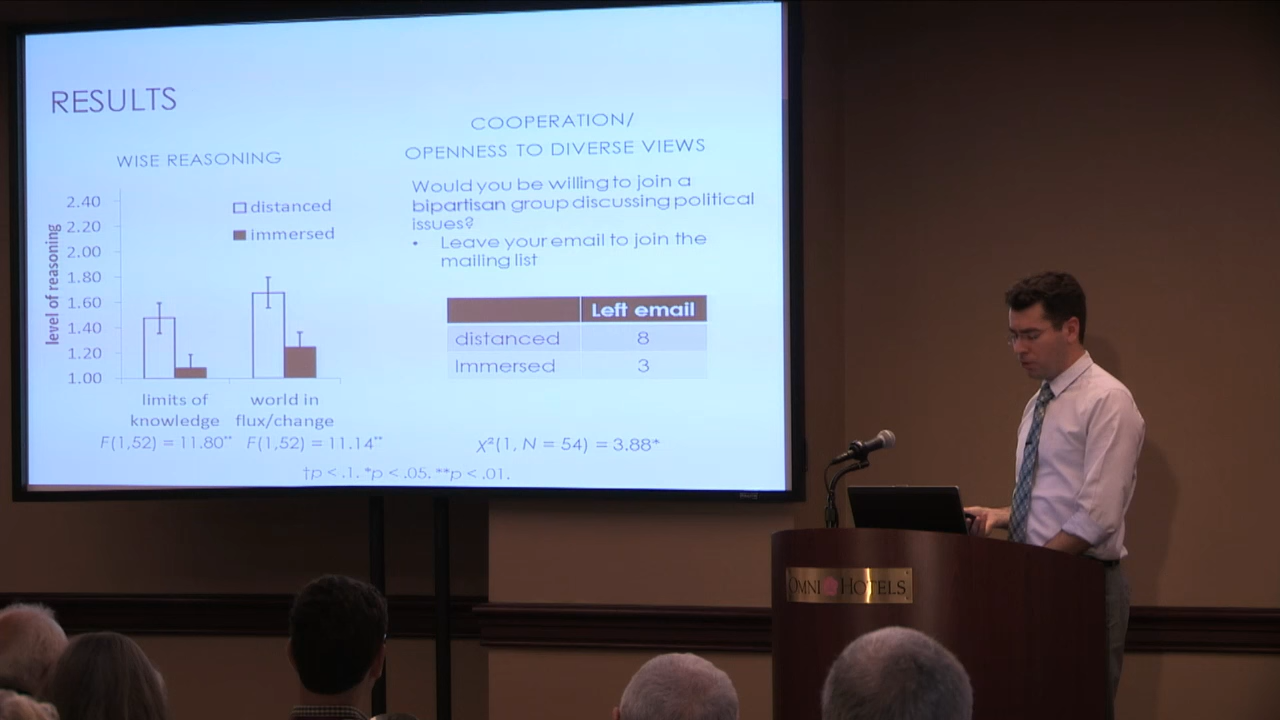 RESULTS
WISE REASONING
2.40
2.20
2.00
1.80
1.60
1.40
1.20
1.00
level of reasoning
distanced
immersed
limits of
knowledge
world in
flux/change
F(1,52) = 11.80** F(1,52) = 11.14**
COOPERATION/
OPENNESS TO DIVERSE VIEWS
Would you be willing to join a
bipartisan group discussing political
issues?
• Leave your email to join the
mailing list
Left email
distanced 8
Immersed 3
χ²(1, N = 54) = 3.88*
†p < .1. *p < .05. **p < .01.
OMNI HOTELS